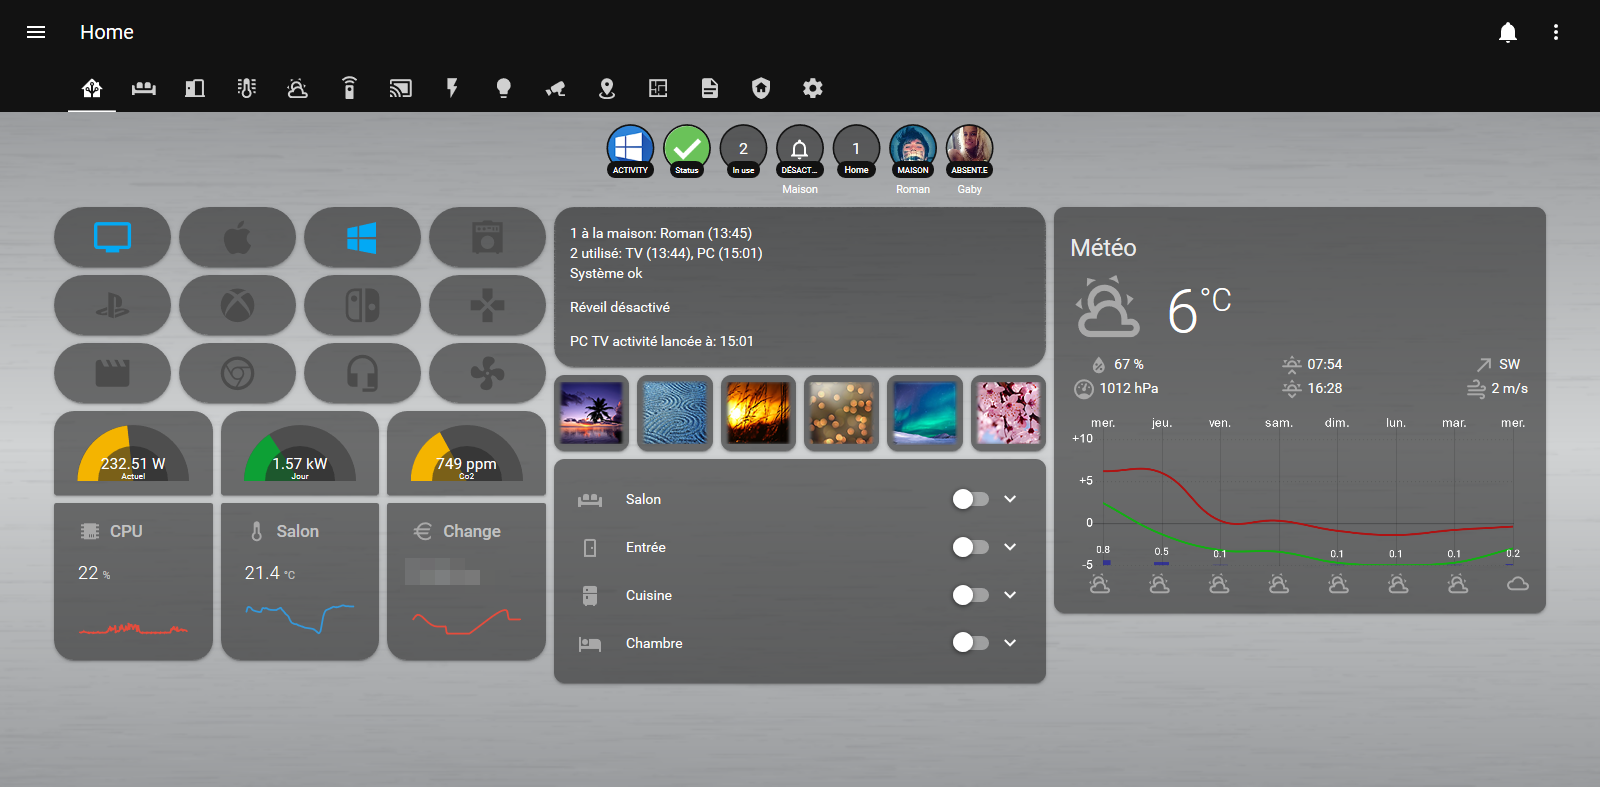 Home
ACTIVITY
Status
2
In use
DÉSACT...
Maison
1
Home
MAISON
Roman
ABSENT.E
Gaby
1 à la maison: Roman (13:45)
2 utilisé: TV (13:44), PC (15:01)
Système ok
Réveil désactivé
PC TV activité lancée à: 15:01
232.51 W
Actuel
1.57 kW
Jour
749 ppm
Co2
CPU
22 %
Salon
21.4 °C
Change
Salon
Entrée
Cuisine
Chambre
Météo
6 °C
67 %
07:54
SW
1012 hPa
16:28
2 m/s
mer. jeu. ven. sam. dim. lun. mar. mer.
+10
+5
0
-5
0.8 0.5 0.1 0.1 0.1 0.1 0.2